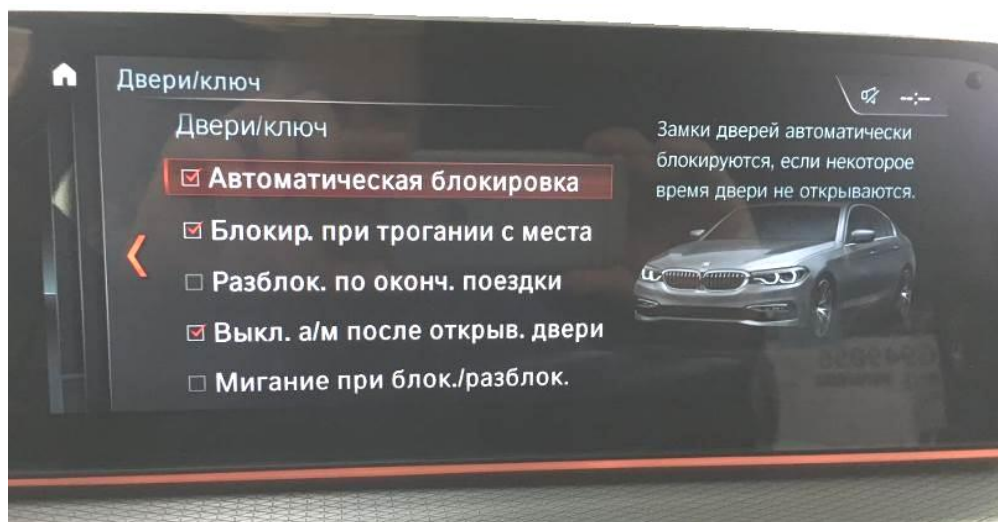 Двери/ключ
--:--
Двери/ключ
Автоматическая блокировка
Блокир. при трогании с места
Разблок. по оконч. поездки
Выкл. а/м после открыв. двери
Мигание при блок./разблок.
Замки дверей автоматически
блокируются, если некоторое
время двери не открываются.